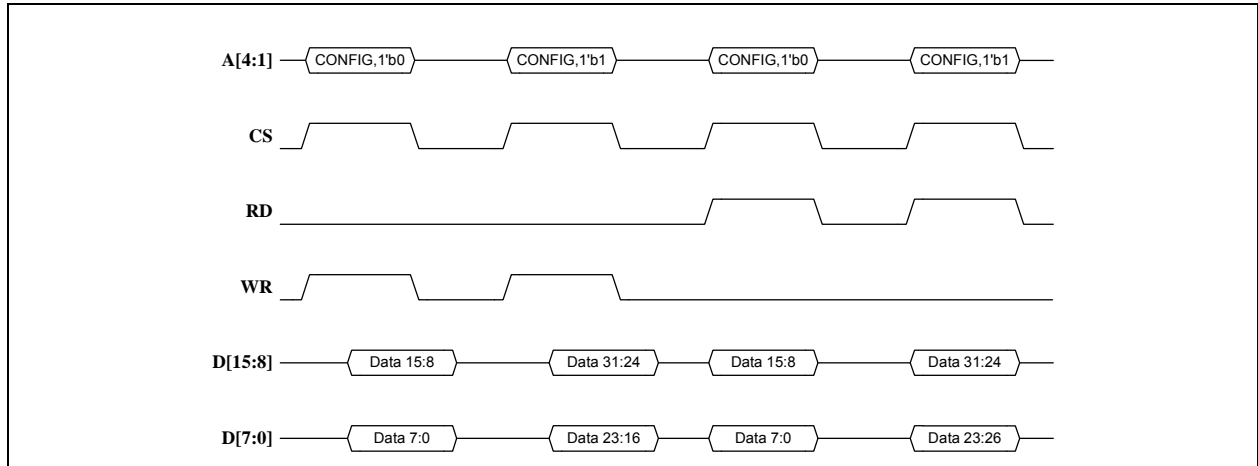 A[4:1] CONFIG,1'b0 CONFIG,1'b1 CONFIG,1'b0 CONFIG,1'b1
CS
RD
WR
D[15:8] Data 15:8 Data 31:24 Data 15:8 Data 31:24
D[7:0] Data 7:0 Data 23:16 Data 7:0 Data 23:26